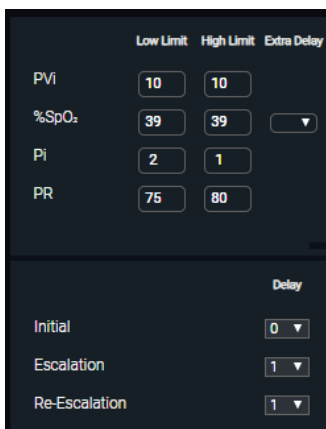 Low Limit High Limit Extra Delay
PVi 10 10
%SpO₂ 39 39
Pi 2 1
PR 75 80
Delay
Initial 0
Escalation 1
Re-Escalation 1